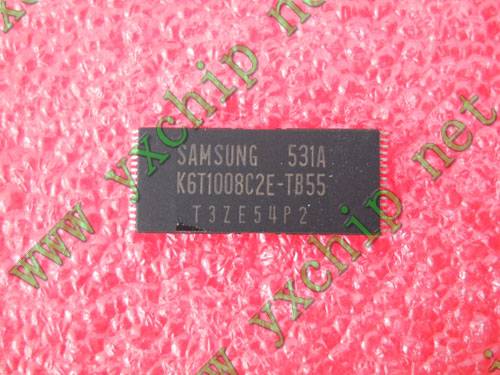 www.yxchip.net
SAMSUNG 531A
K6T1008C2E-TB55
T3ZE54P2
www.yxchip.net